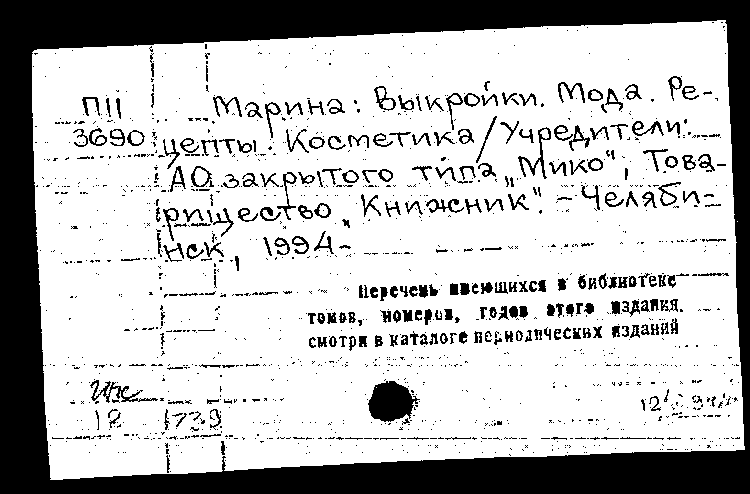 П11 Марина: Выкройки. Мода. Ре-
3690 цепты. Косметика/Учредители:
АО закрытого типа „Мико“, Това-
рищество „Книжник“. – Челяби-
нск, 1994-
Перечень имеющихся в библиотеке
томов, номеров, годов этого издания,
смотри в каталоге периодических изданий
12 1739